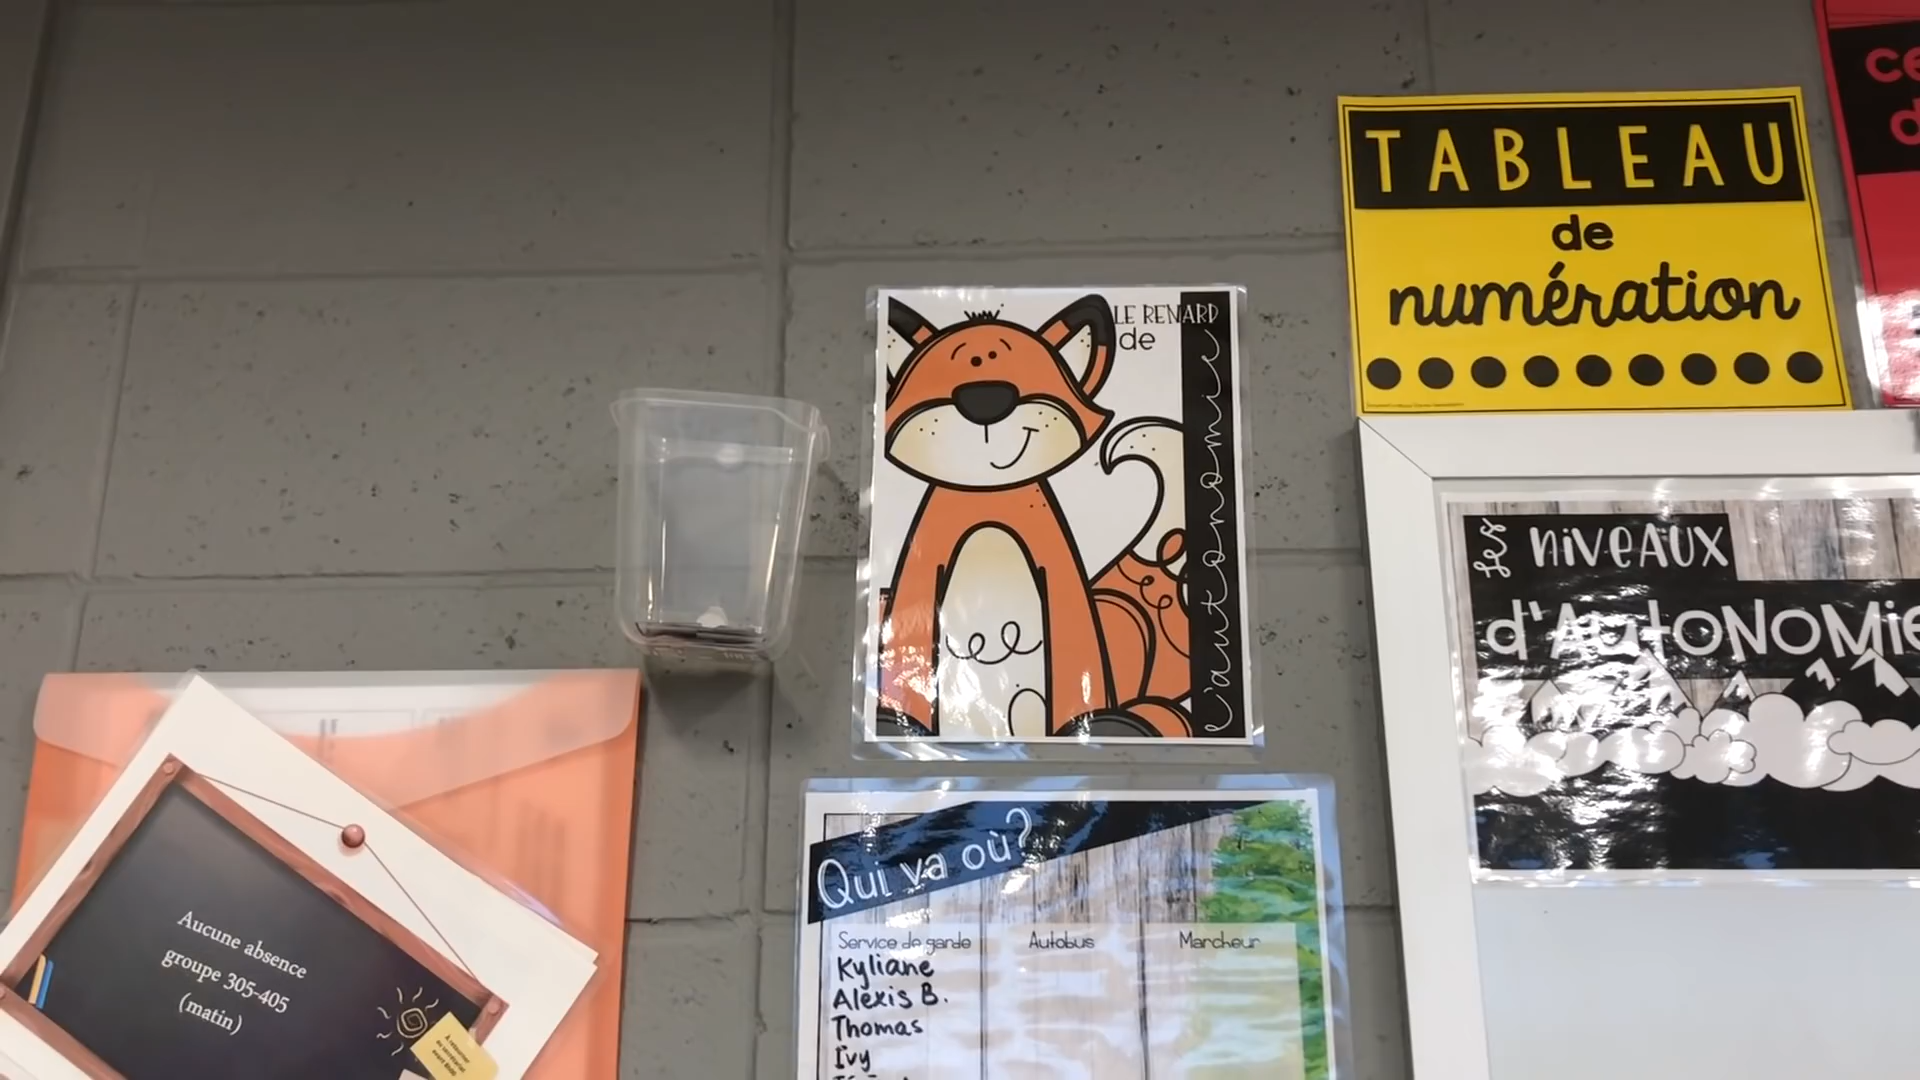 TABLEAU
de
numération
LE RENARD
de
l'autonomie
les niveaux
d'AUTONOMie
Qui va où?
Service de garde
Autobus
Marcheur
Kyliane
Alexis B.
Thomas
Ivy
Aucune absence
groupe 305-405
(matin)
ce
d